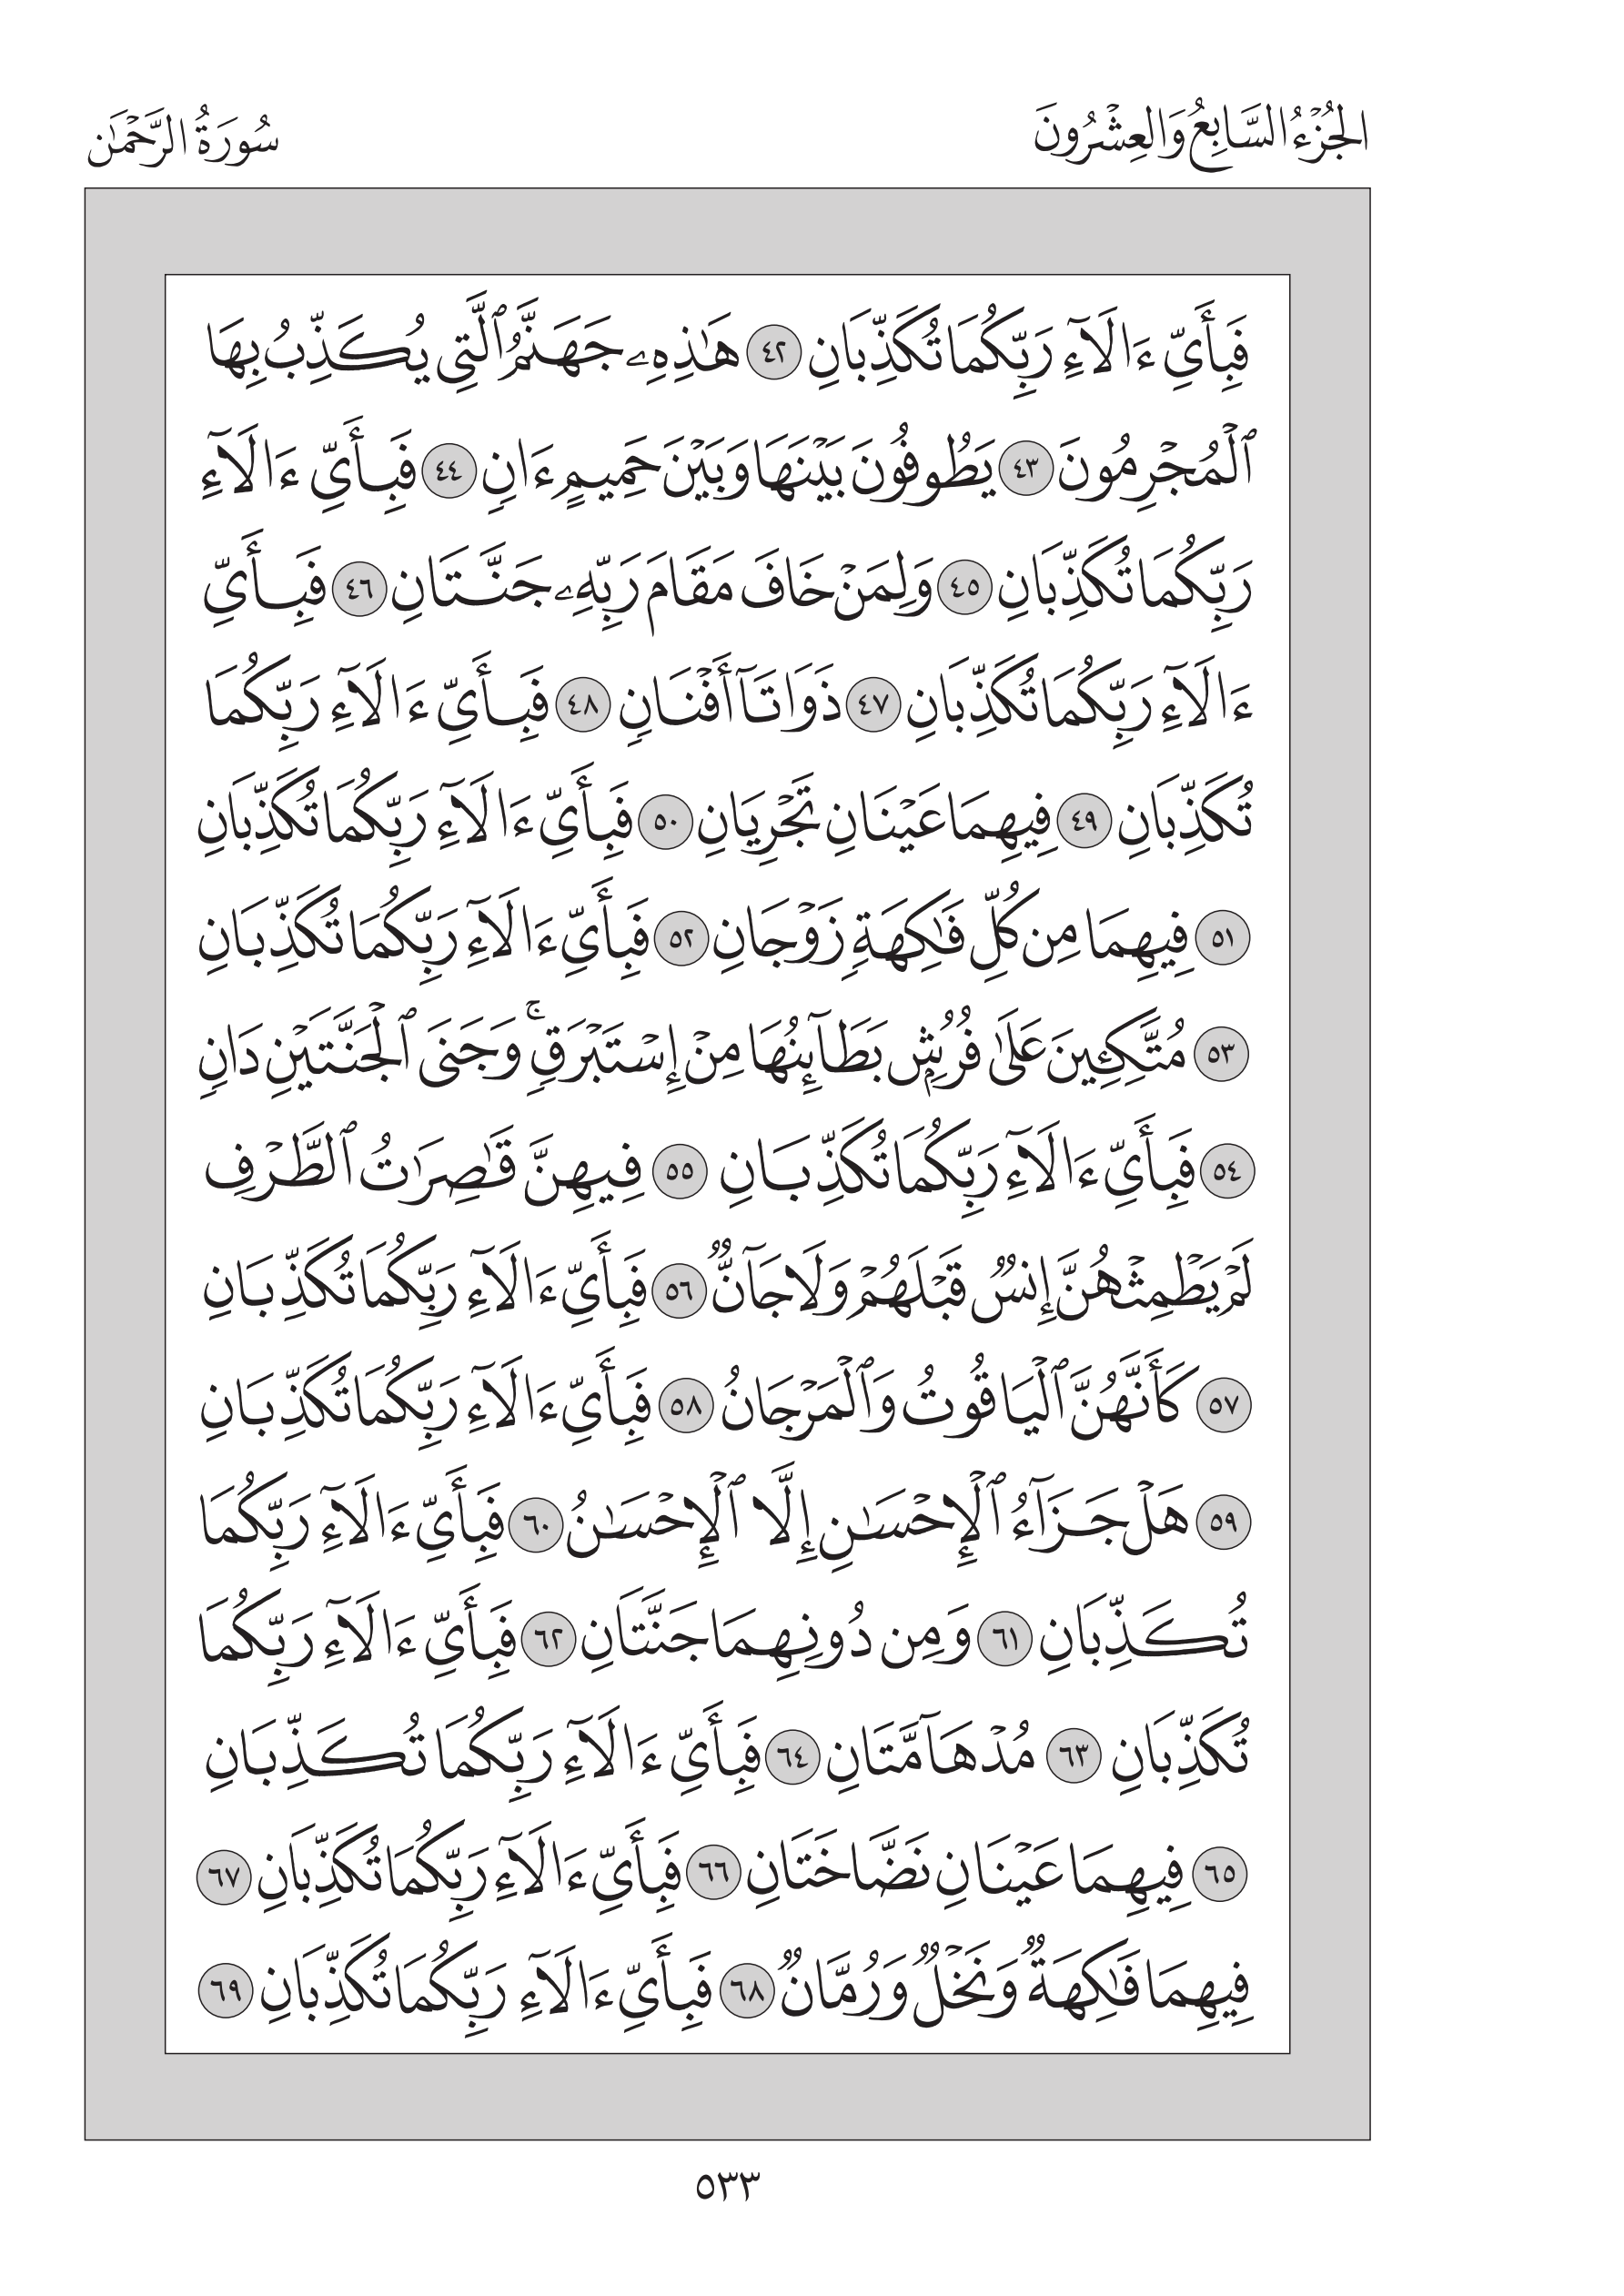 الجُزْءُ السَّابِعُ وَالعِشْرُونَ
سُورَةُ الرَّحْمَٰن
فَبِأَيِّ ءَالَآءِ رَبِّكُمَا تُكَذِّبَانِ ٤٢ هَٰذِهِۦ جَهَنَّمُ ٱلَّتِي يُكَذِّبُ بِهَا
ٱلْمُجْرِمُونَ ٤٣ يَطُوفُونَ بَيْنَهَا وَبَيْنَ حَمِيمٍ ءَانٍ ٤٤ فَبِأَيِّ ءَالَآءِ
رَبِّكُمَا تُكَذِّبَانِ ٤٥ وَلِمَنْ خَافَ مَقَامَ رَبِّهِۦ جَنَّتَانِ ٤٦ فَبِأَيِّ
ءَالَآءِ رَبِّكُمَا تُكَذِّبَانِ ٤٧ ذَوَاتَآ أَفْنَانٍ ٤٨ فَبِأَيِّ ءَالَآءِ رَبِّكُمَا
تُكَذِّبَانِ ٤٩ فِيهِمَا عَيْنَانِ تَجْرِيَانِ ٥٠ فَبِأَيِّ ءَالَآءِ رَبِّكُمَا تُكَذِّبَانِ
٥١ فِيهِمَا مِن كُلِّ فَٰكِهَةٍ زَوْجَانِ ٥٢ فَبِأَيِّ ءَالَآءِ رَبِّكُمَا تُكَذِّبَانِ
٥٣ مُتَّكِـِٔينَ عَلَىٰ فُرُشٍۭ بَطَآئِنُهَا مِنْ إِسْتَبْرَقٍ ۚ وَجَنَى ٱلْجَنَّتَيْنِ دَانٍ
٥٤ فَبِأَيِّ ءَالَآءِ رَبِّكُمَا تُكَذِّبَانِ ٥٥ فِيهِنَّ قَٰصِرَٰتُ ٱلطَّرْفِ
لَمْ يَطْمِثْهُنَّ إِنسٌ قَبْلَهُمْ وَلَا جَآنٌّ ٥٦ فَبِأَيِّ ءَالَآءِ رَبِّكُمَا تُكَذِّبَانِ
٥٧ كَأَنَّهُنَّ ٱلْيَاقُوتُ وَٱلْمَرْجَانُ ٥٨ فَبِأَيِّ ءَالَآءِ رَبِّكُمَا تُكَذِّبَانِ
٥٩ هَلْ جَزَآءُ ٱلْإِحْسَٰنِ إِلَّا ٱلْإِحْسَٰنُ ٦٠ فَبِأَيِّ ءَالَآءِ رَبِّكُمَا
تُكَذِّبَانِ ٦١ وَمِن دُونِهِمَا جَنَّتَانِ ٦٢ فَبِأَيِّ ءَالَآءِ رَبِّكُمَا
تُكَذِّبَانِ ٦٣ مُدْهَآمَّتَانِ ٦٤ فَبِأَيِّ ءَالَآءِ رَبِّكُمَا تُكَذِّبَانِ
٦٥ فِيهِمَا عَيْنَانِ نَضَّاخَتَانِ ٦٦ فَبِأَيِّ ءَالَآءِ رَبِّكُمَا تُكَذِّبَانِ ٦٧
فِيهِمَا فَٰكِهَةٌ وَنَخْلٌ وَرُمَّانٌ ٦٨ فَبِأَيِّ ءَالَآءِ رَبِّكُمَا تُكَذِّبَانِ ٦٩
٥٣٣